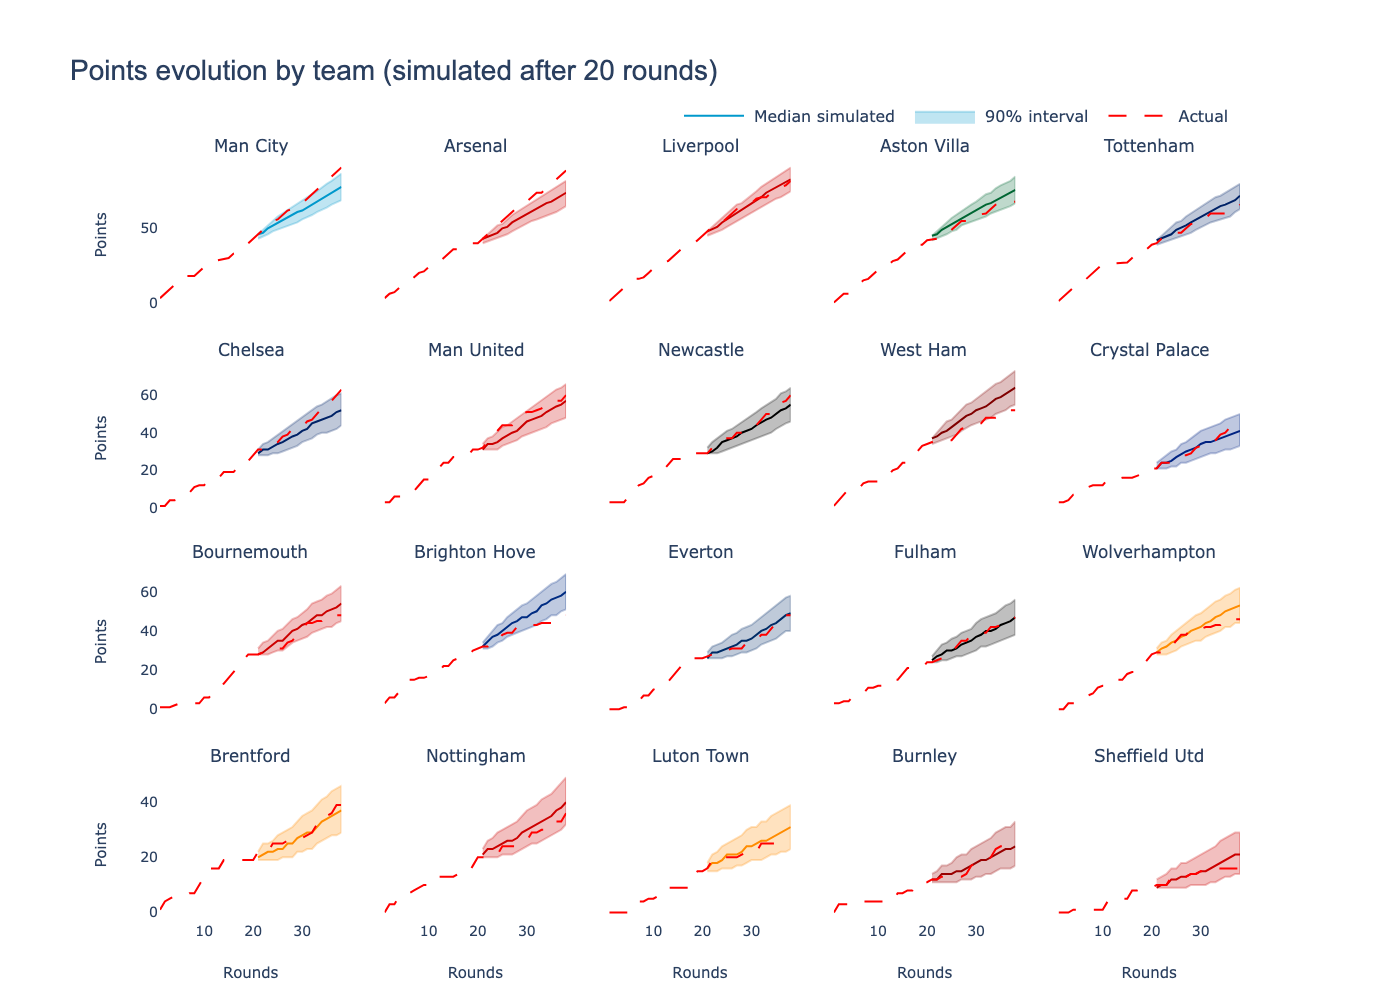 Points evolution by team (simulated after 20 rounds)
Median simulated 90% interval Actual
Man City Arsenal Liverpool Aston Villa Tottenham
Points
50
0
Chelsea Man United Newcastle West Ham Crystal Palace
Points
60
40
20
0
Bournemouth Brighton Hove Everton Fulham Wolverhampton
Points
60
40
20
0
Brentford Nottingham Luton Town Burnley Sheffield Utd
Points
40
20
0
10 20 30 10 20 30 10 20 30 10 20 30 10 20 30
Rounds Rounds Rounds Rounds Rounds